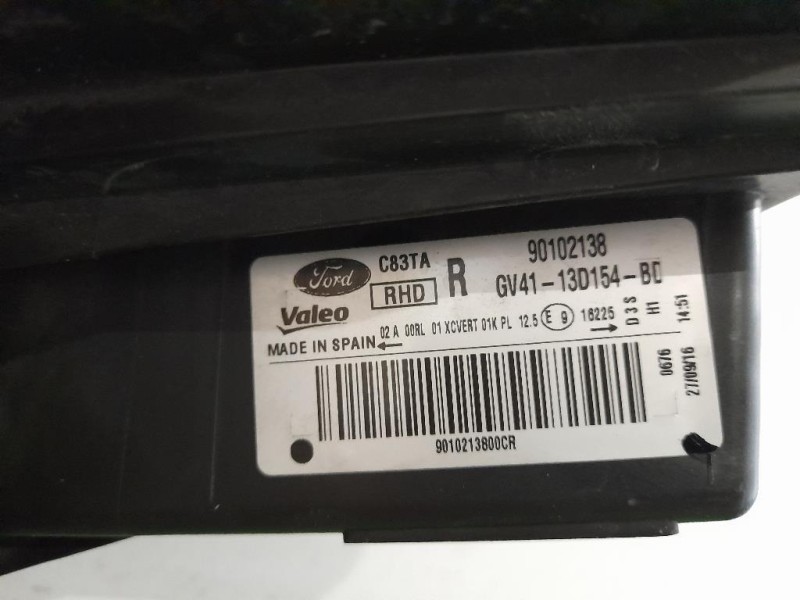 Ford C83TA R 90102138
RHD GV41-13D154-BD
Valeo 02 A 00RL 01 XCVERT 01K PL 12.5 E 9 16225
MADE IN SPAIN
D3S
H1
14:51
0676
27/09/16
9010213800CR